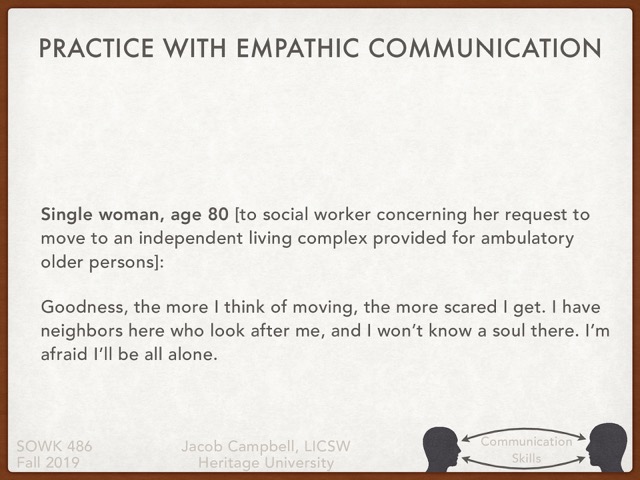 PRACTICE WITH EMPATHIC COMMUNICATION
Single woman, age 80 [to social worker concerning her request to
move to an independent living complex provided for ambulatory
older persons]:
Goodness, the more I think of moving, the more scared I get. I have
neighbors here who look after me, and I won’t know a soul there. I’m
afraid I’ll be all alone.
SOWK 486
Fall 2019
Jacob Campbell, LICSW
Heritage University
Communication
Skills